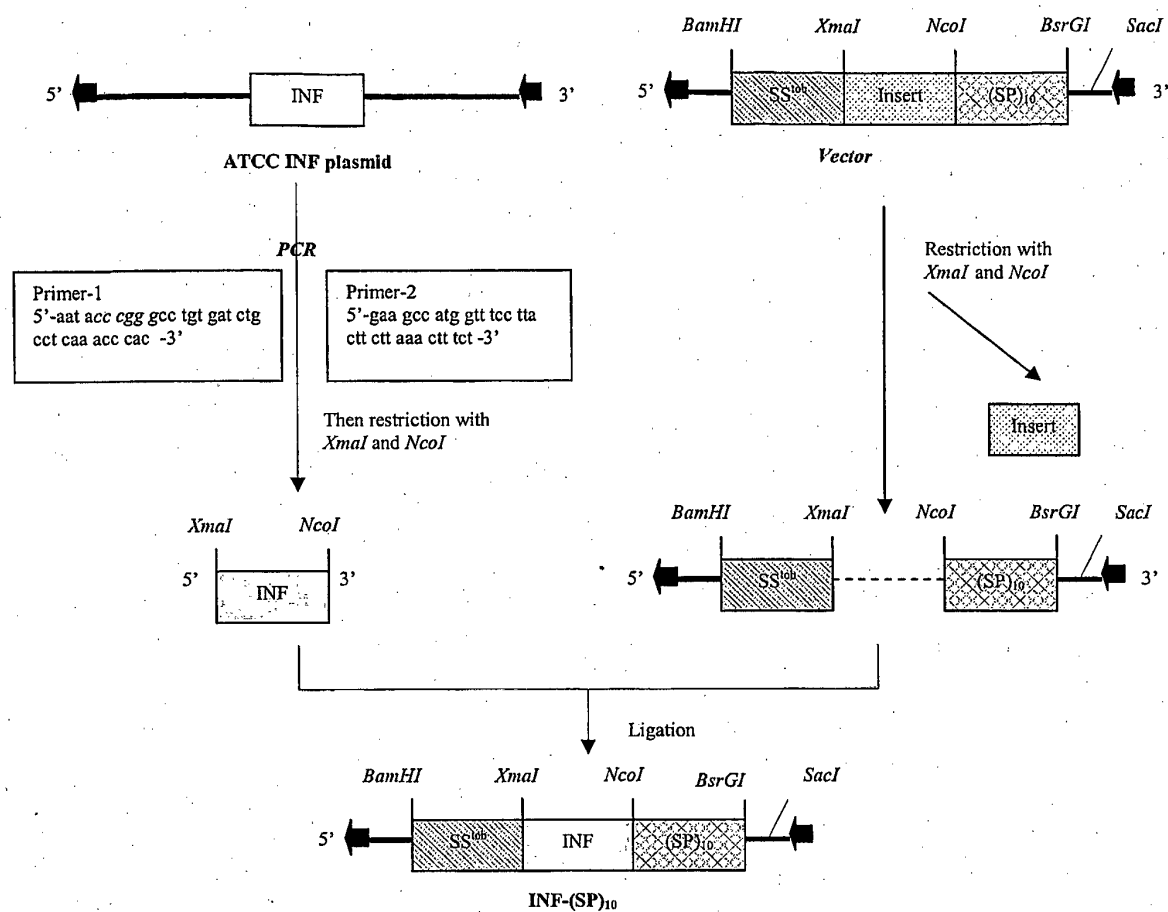 BamHI XmaI NcoI BsrGI SacI
5' INF 3'
5' SS^tob Insert (SP)₁₀ 3'
ATCC INF plasmid
Vector
PCR
Primer-1
5'-aat acc cgg gcc tgt gat ctg
cct caa acc cac -3'
Primer-2
5'-gaa gcc atg gtt tcc tta
ctt ctt aaa ctt tct -3'
Restriction with
XmaI and NcoI
Then restriction with
XmaI and NcoI
Insert
XmaI NcoI
BamHI XmaI NcoI BsrGI SacI
5' INF 3'
5' SS^tob (SP)₁₀ 3'
Ligation
BamHI XmaI NcoI BsrGI SacI
5' SS^tob INF (SP)₁₀ 3'
INF-(SP)₁₀